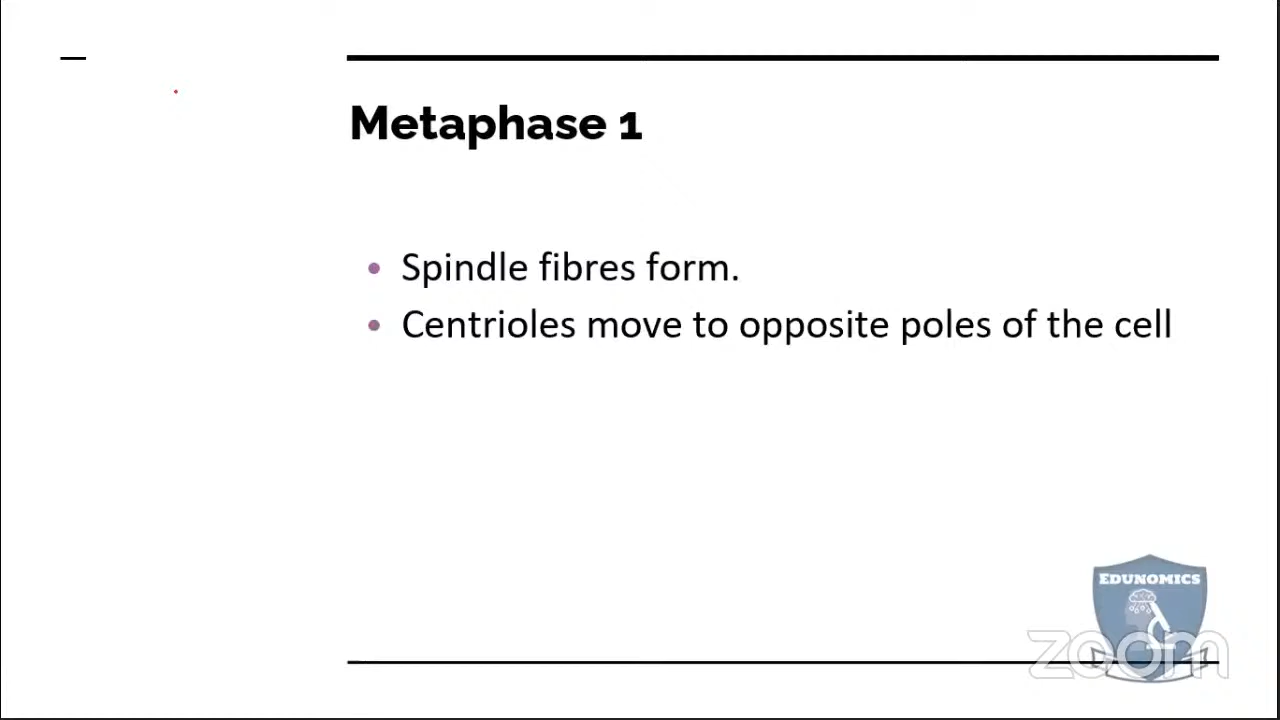 Metaphase 1
• Spindle fibres form.
• Centrioles move to opposite poles of the cell
EDUNOMICS
zoom